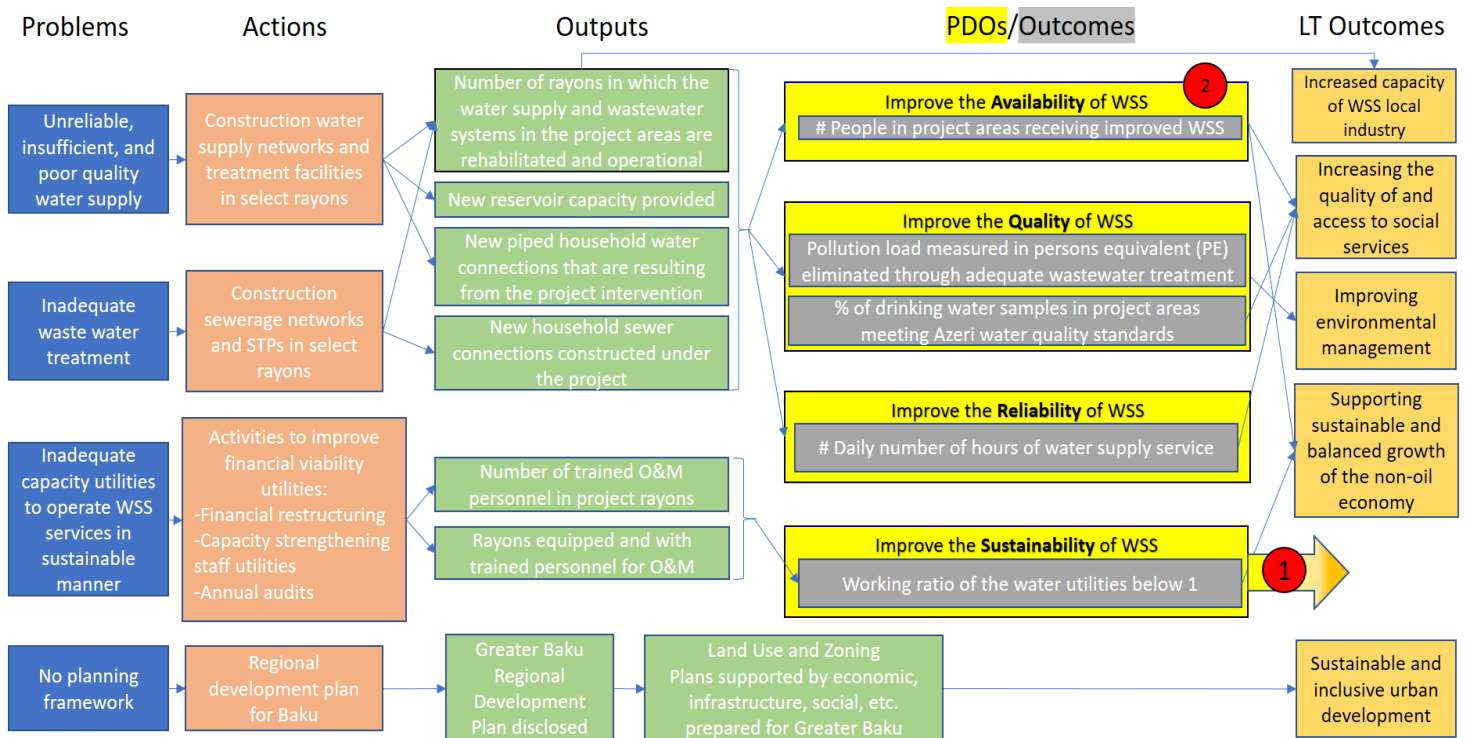 Problems
Actions
Outputs
PDOs/Outcomes
LT Outcomes
Unreliable,
insufficient, and
poor quality
water supply
Construction water
supply networks and
treatment facilities
in select rayons
Number of rayons in which the
water supply and wastewater
systems in the project areas are
rehabilitated and operational
New reservoir capacity provided
New piped household water
connections that are resulting
from the project intervention
2
Improve the Availability of WSS
# People in project areas receiving improved WSS
Increased capacity
of WSS local
industry
Increasing the
quality of and
access to social
services
Improve the Quality of WSS
Pollution load measured in persons equivalent (PE)
eliminated through adequate wastewater treatment
% of drinking water samples in project areas
meeting Azeri water quality standards
Inadequate
waste water
treatment
Construction
sewerage networks
and STPs in select
rayons
New household sewer
connections constructed under
the project
Improving
environmental
management
Improve the Reliability of WSS
# Daily number of hours of water supply service
Supporting
sustainable and
balanced growth
of the non-oil
economy
Inadequate
capacity utilities
to operate WSS
services in
sustainable
manner
Activities to improve
financial viability
utilities:
-Financial restructuring
-Capacity strengthening
staff utilities
-Annual audits
Number of trained O&M
personnel in project rayons
Rayons equipped and with
trained personnel for O&M
Improve the Sustainability of WSS
Working ratio of the water utilities below 1
1
No planning
framework
Regional
development plan
for Baku
Greater Baku
Regional
Development
Plan disclosed
Land Use and Zoning
Plans supported by economic,
infrastructure, social, etc.
prepared for Greater Baku
Sustainable and
inclusive urban
development